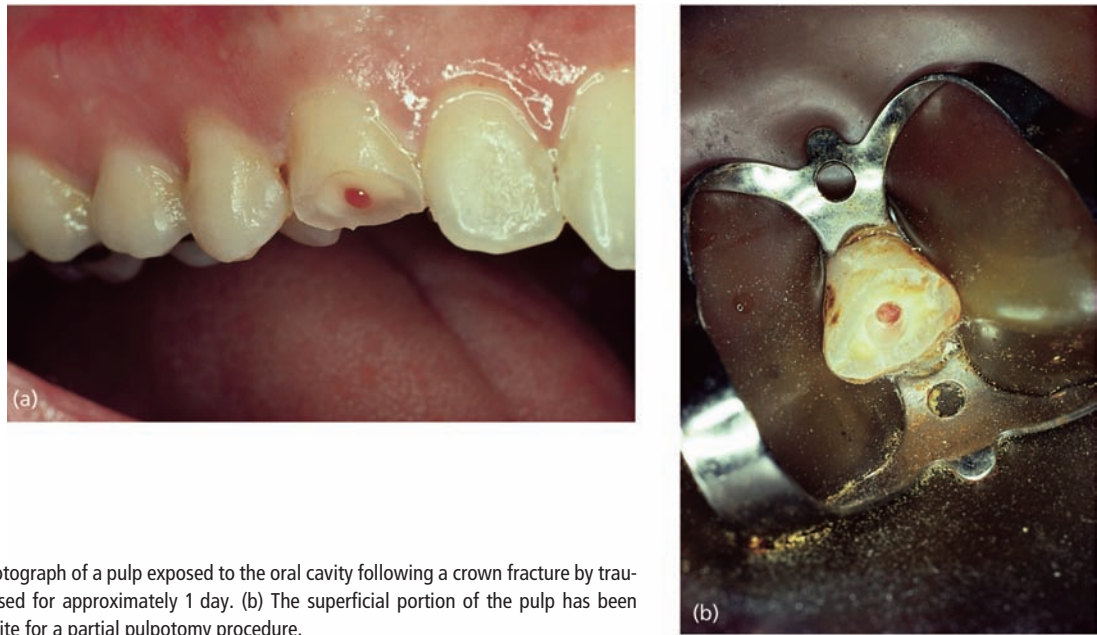 (a)
(b)
otograph of a pulp exposed to the oral cavity following a crown fracture by trau-
sed for approximately 1 day. (b) The superficial portion of the pulp has been
ite for a partial pulpotomy procedure.